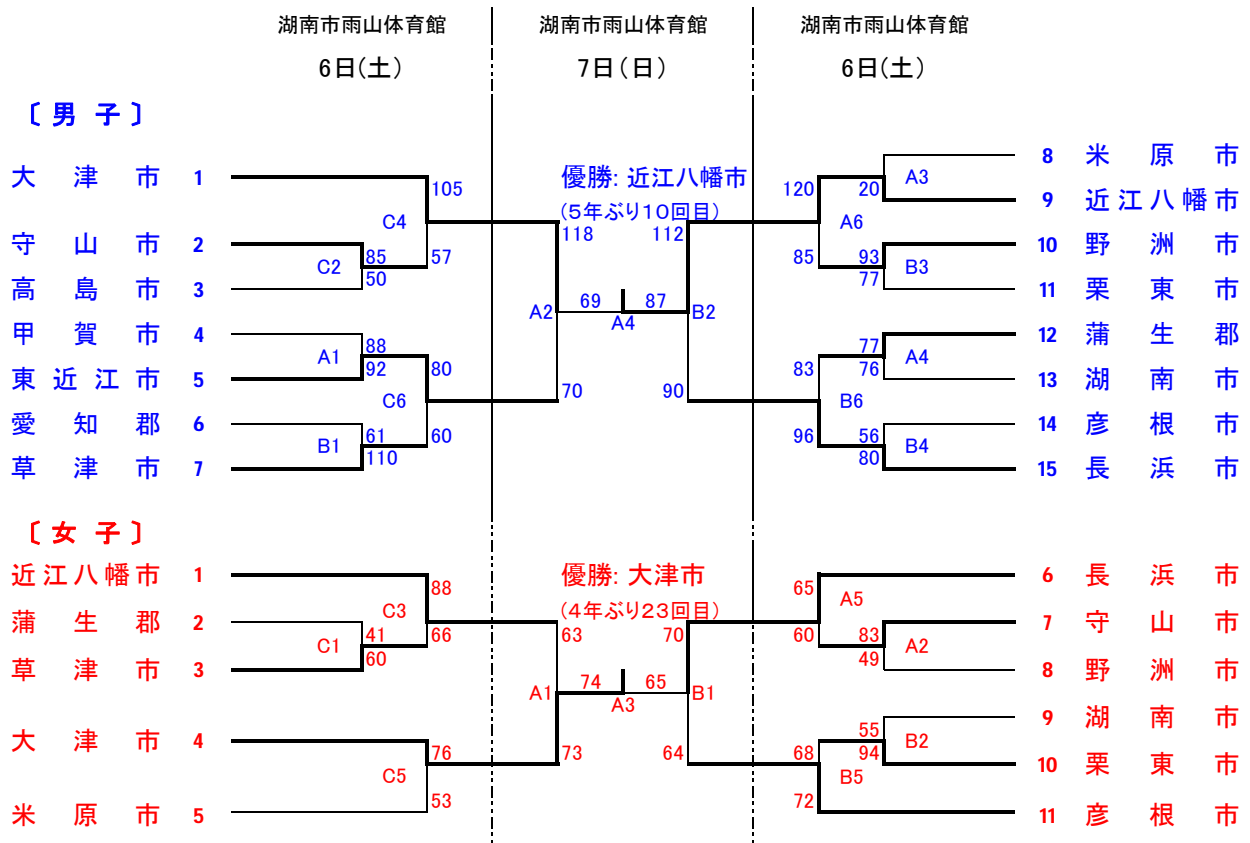 湖南市雨山体育館 湖南市雨山体育館 湖南市雨山体育館
6日(土) 7日(日) 6日(土)
〔 男 子 〕
8 米原市
大津市 1 優勝: 近江八幡市 A3
105 120 20
9 近江八幡市
(5年ぶり10回目)
C4 A6
118 112
守山市 2 10 野洲市
85 57 85 93
C2 B3
50 77
高島市 3 11 栗東市
69 87
A2 A4 B2
甲賀市 4 12 蒲生郡
88 77
A1 A4
92 80 83 76
東近江市 5 13 湖南市
70 90
C6 B6
愛知郡 6 14 彦根市
61 60 96 56
B1 B4
110 80
草津市 7 15 長浜市
〔 女 子 〕
近江八幡市 1 優勝: 大津市 6 長浜市
88 65
A5
C3 (4年ぶり23回目)
蒲生郡 2 7 守山市
41 66 63 70 60 83
C1 A2
60 49
草津市 3 8 野洲市
74 65
A1 A3 B1
9 湖南市
55
大津市 4 B2
76 73 64 68 94
10 栗東市
C5 B5
53 72
米原市 5 11 彦根市